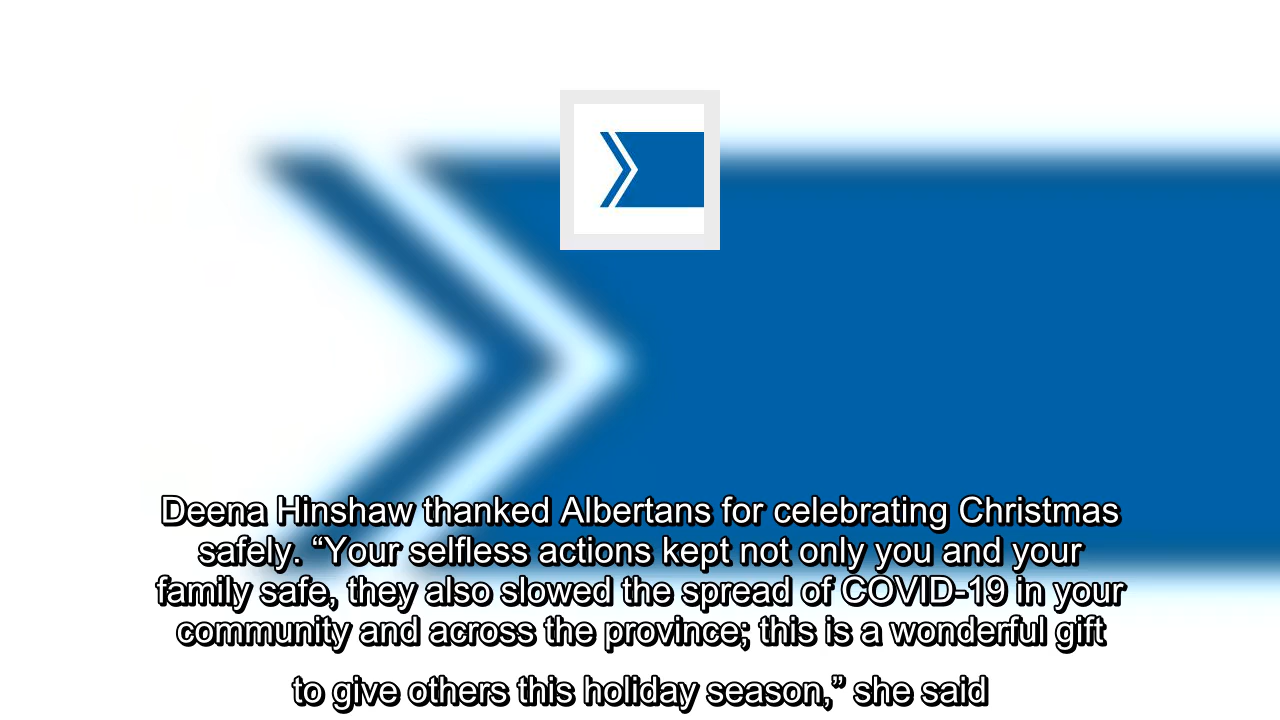 Deena Hinshaw thanked Albertans for celebrating Christmas
safely. “Your selfless actions kept not only you and your
family safe, they also slowed the spread of COVID-19 in your
community and across the province; this is a wonderful gift
to give others this holiday season,” she said